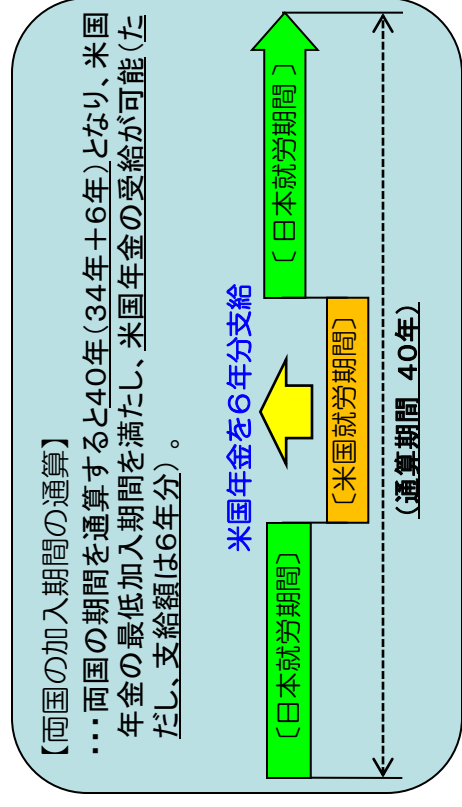 【両国の加入期間の通算】
・・・両国の期間を通算すると40年(34年+6年)となり、米国
年金の最低加入期間を満たし、米国年金の受給が可能(た
だし、支給額は6年分)。
米国年金を6年分支給
〔日本就労期間〕
〔米国就労期間〕
〔日本就労期間〕
(通算期間 40年)